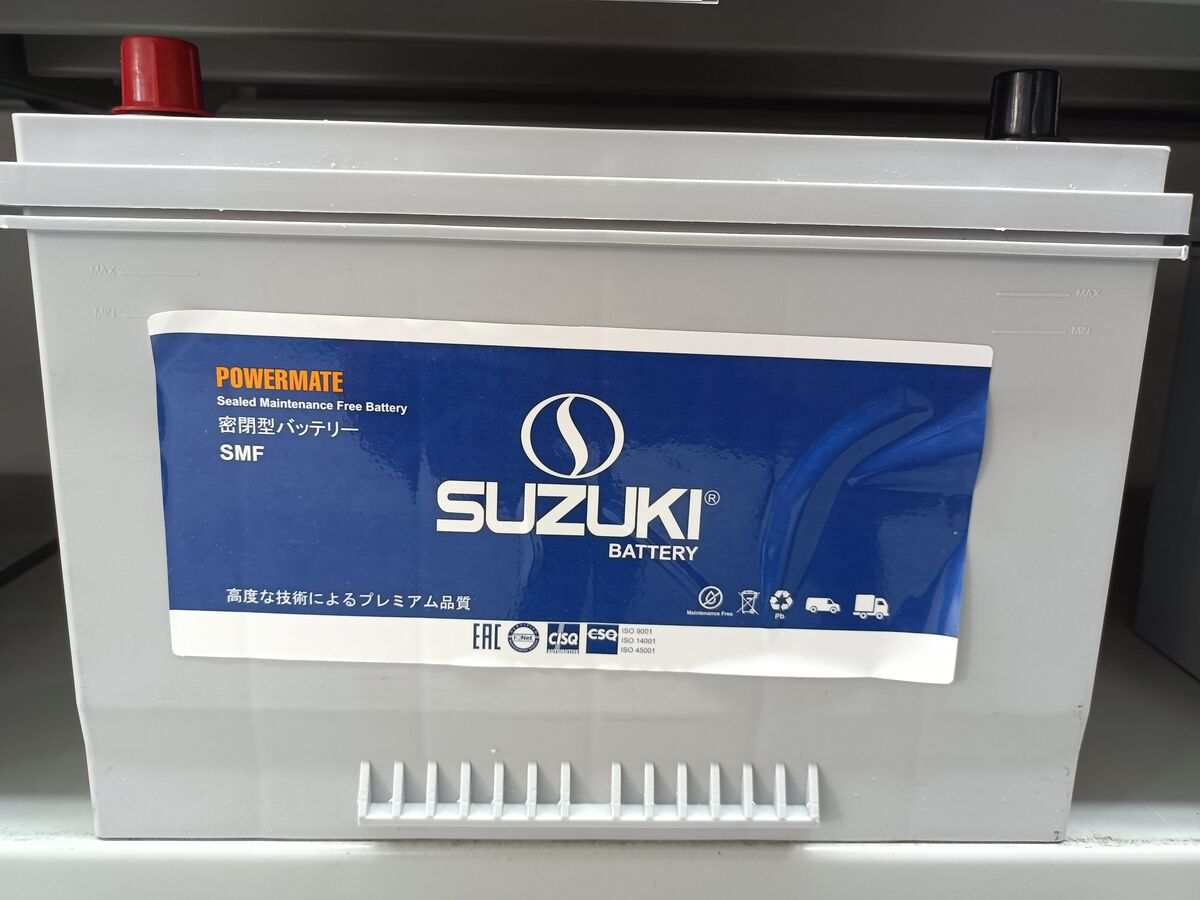 MAX
MIN
MAX
MIN
POWERMATE
Sealed Maintenance Free Battery
密閉型バッテリー
SMF
SUZUKI®
BATTERY
高度な技術によるプレミアム品質
Maintenance Free
Pb
EAC
IQNet
CISQ
AUTOMOTIVE
CSQ
ISO 9001
ISO 14001
ISO 45001